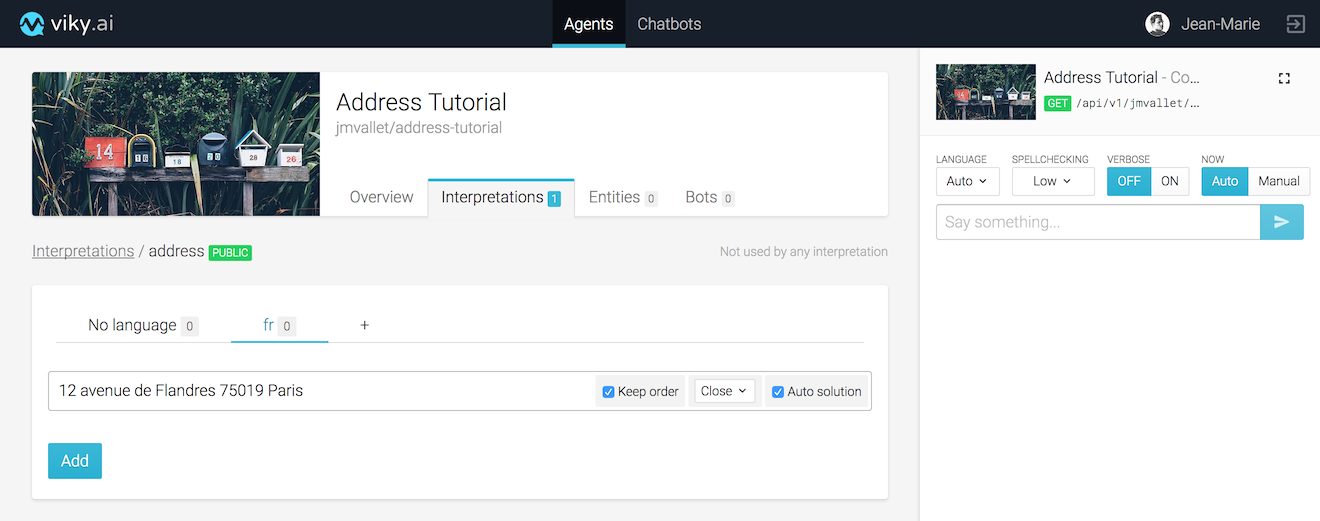 viky.ai
Agents Chatbots
Jean-Marie
Address Tutorial
jmvallet/address-tutorial
14 16 18 20 28 26
Overview Interpretations 1 Entities 0 Bots 0
Interpretations / address PUBLIC
Not used by any interpretation
No language 0 fr 0 +
12 avenue de Flandres 75019 Paris
Keep order Close Auto solution
Add
Address Tutorial - Co...
GET /api/v1/jmvallet/...
LANGUAGE SPELLCHECKING VERBOSE NOW
Auto Low OFF ON Auto Manual
Say something...